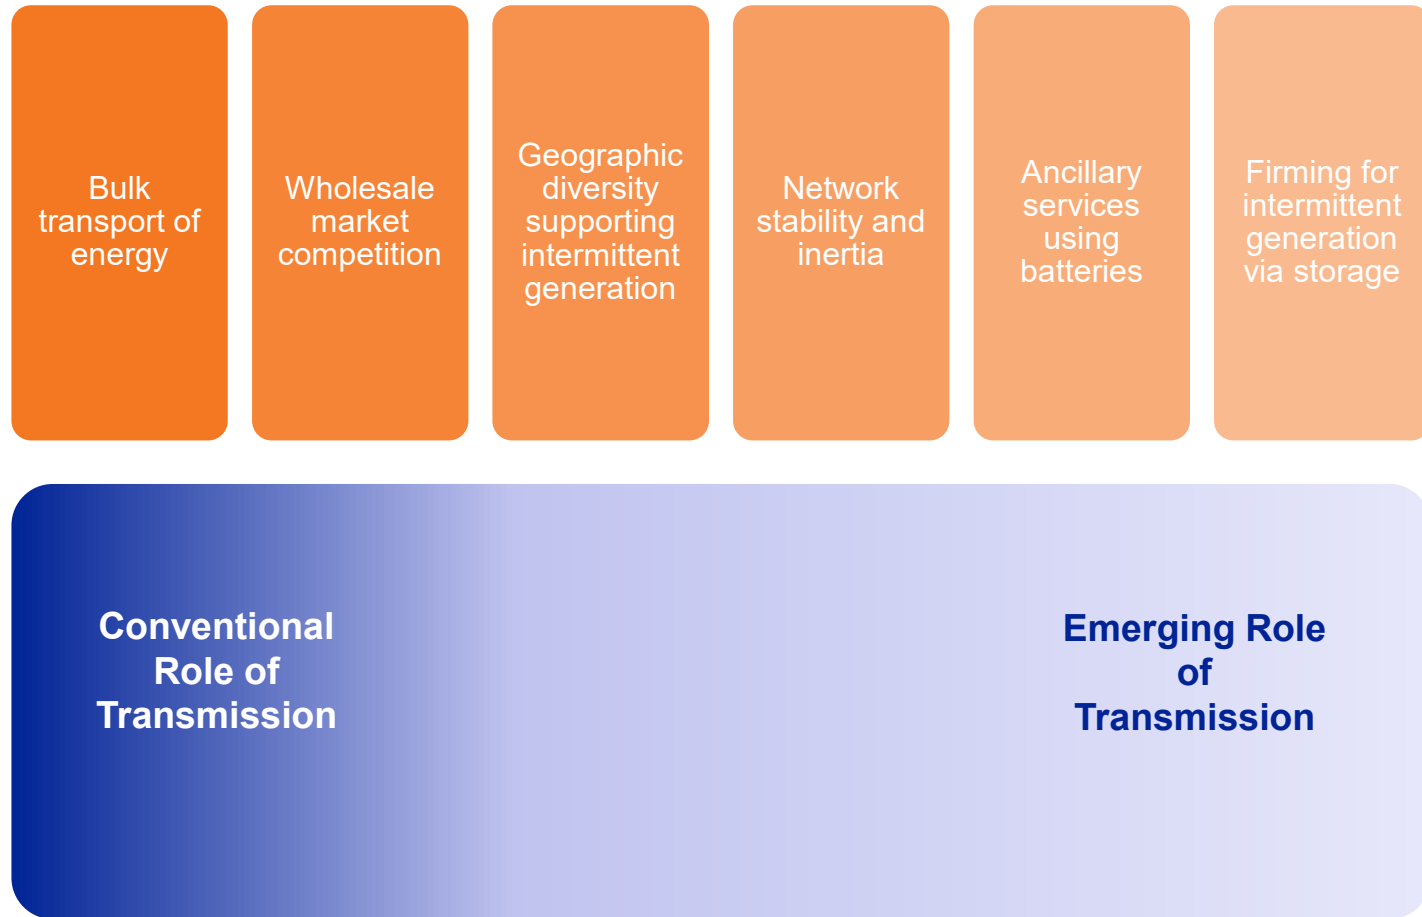 Bulk
transport of
energy
Wholesale
market
competition
Geographic
diversity
supporting
intermittent
generation
Network
stability and
inertia
Ancillary
services
using
batteries
Firming for
intermittent
generation
via storage
Conventional
Role of
Transmission
Emerging Role
of
Transmission